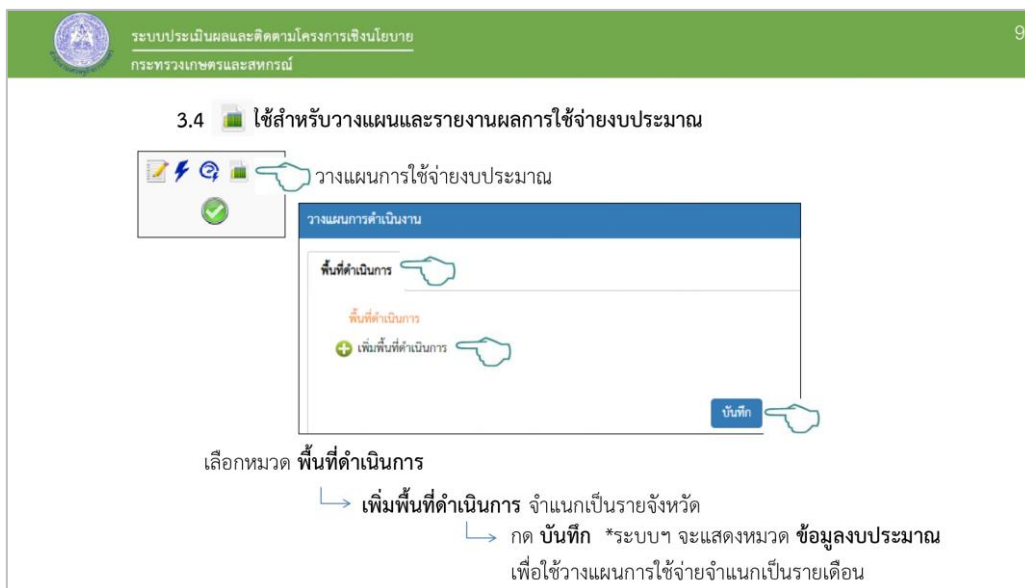 ระบบประเมินผลและติดตามโครงการเชิงนโยบาย
กระทรวงเกษตรและสหกรณ์
9
3.4 ใช้สำหรับวางแผนและรายงานผลการใช้จ่ายงบประมาณ
วางแผนการใช้จ่ายงบประมาณ
วางแผนการดำเนินงาน
พื้นที่ดำเนินการ
พื้นที่ดำเนินการ
เพิ่มพื้นที่ดำเนินการ
บันทึก
เลือกหมวด พื้นที่ดำเนินการ
เพิ่มพื้นที่ดำเนินการ จำแนกเป็นรายจังหวัด
กด บันทึก *ระบบฯ จะแสดงหมวด ข้อมูลงบประมาณ
เพื่อใช้วางแผนการใช้จ่ายจำแนกเป็นรายเดือน